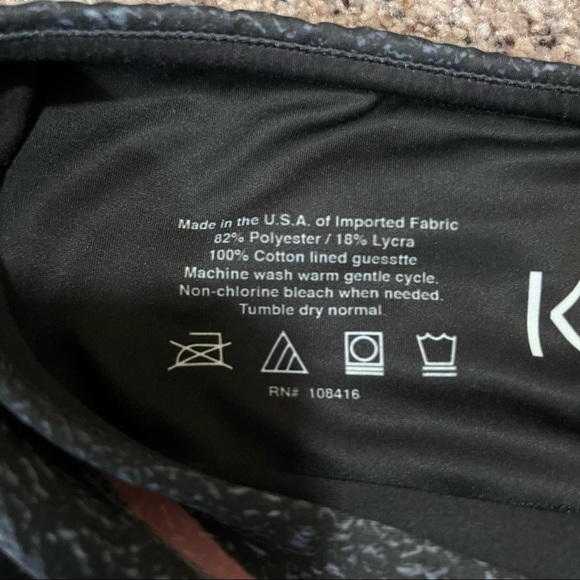 Made in the U.S.A. of Imported Fabric
82% Polyester / 18% Lycra
100% Cotton lined guesstte
Machine wash warm gentle cycle.
Non-chlorine bleach when needed.
Tumble dry normal.
RN# 108416